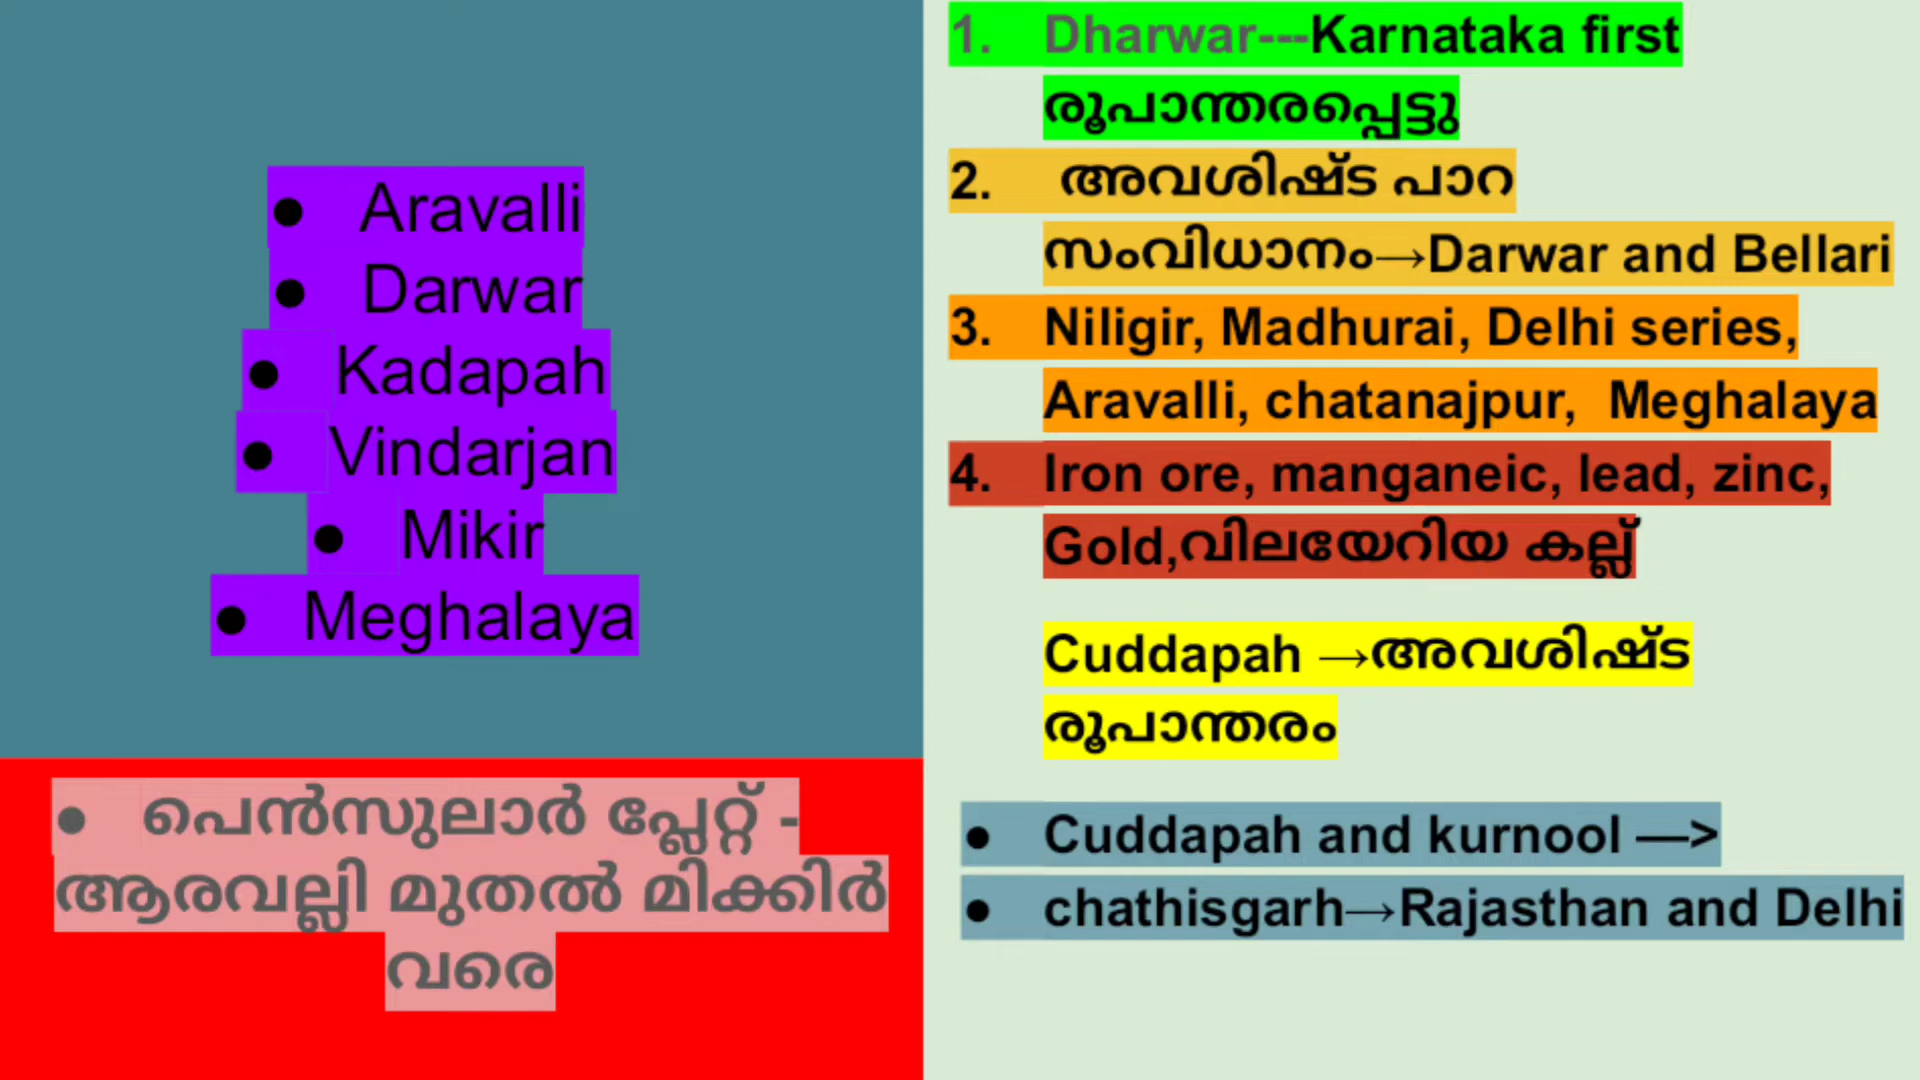 ● Aravalli
● Darwar
● Kadapah
● Vindarjan
● Mikir
● Meghalaya
● പെൻസുലാർ പ്ലേറ്റ് -
ആരവല്ലി മുതൽ മിക്കിർ
വരെ
1. Dharwar---Karnataka first
രൂപാന്തരപ്പെട്ടു
2. അവശിഷ്ട പാറ
സംവിധാനം→Darwar and Bellari
3. Niligir, Madhurai, Delhi series,
Aravalli, chatanajpur, Meghalaya
4. Iron ore, manganeic, lead, zinc,
Gold,വിലയേറിയ കല്ല്
Cuddapah →അവശിഷ്ട
രൂപാന്തരം
● Cuddapah and kurnool —>
● chathisgarh→Rajasthan and Delhi